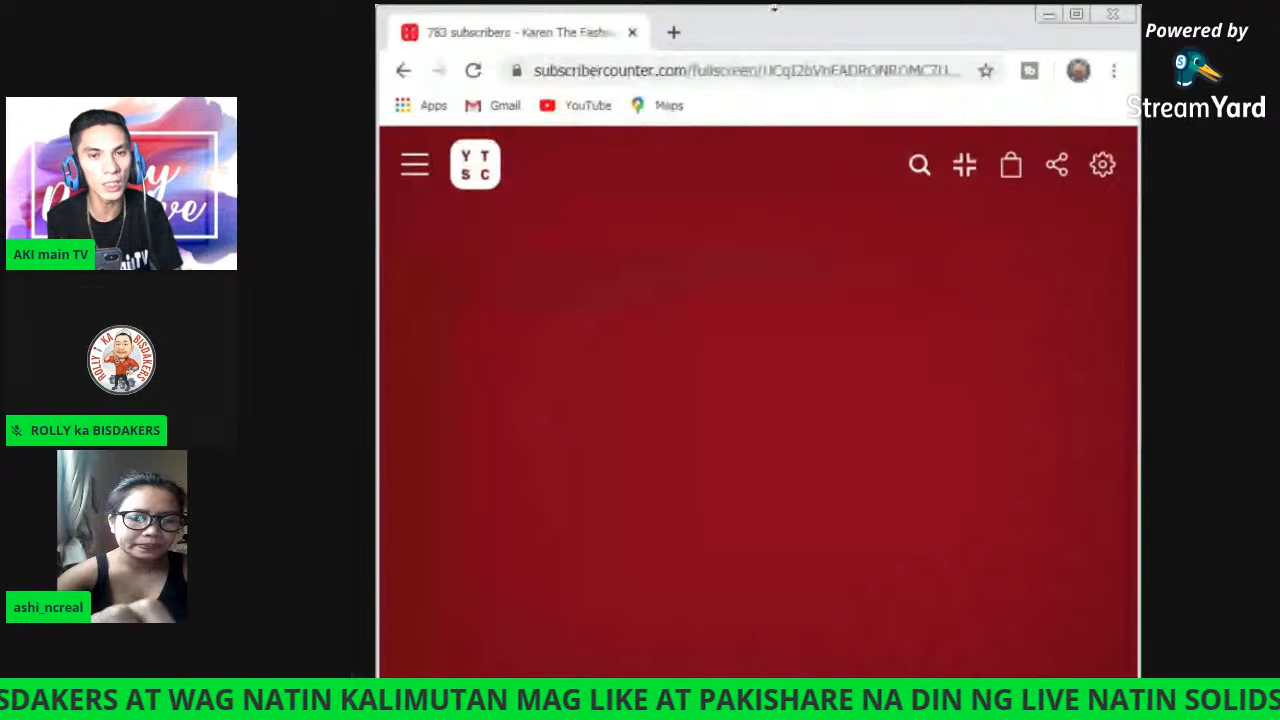 783 subscribers - Karen The Fash
subscribercounter.com/fullscreen/
Apps Gmail YouTube Maps
Y T
S C
Powered by
StreamYard
AKI main TV
ROLLY ka BISDAKERS
ashi_ncreal
SDAKERS AT WAG NATIN KALIMUTAN MAG LIKE AT PAKISHARE NA DIN NG LIVE NATIN SOLIDS